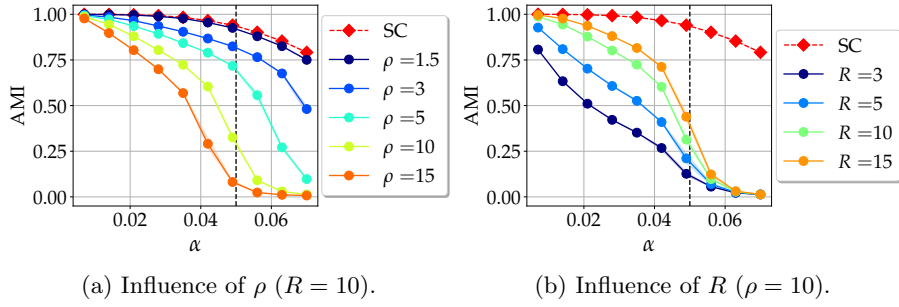 1.00
0.75
0.50
0.25
0.00
AMI
0.02 0.04 0.06
α
SC
ρ =1.5
ρ =3
ρ =5
ρ =10
ρ =15
(a) Influence of ρ (R = 10).
1.00
0.75
0.50
0.25
0.00
AMI
0.02 0.04 0.06
α
SC
R =3
R =5
R =10
R =15
(b) Influence of R (ρ = 10).